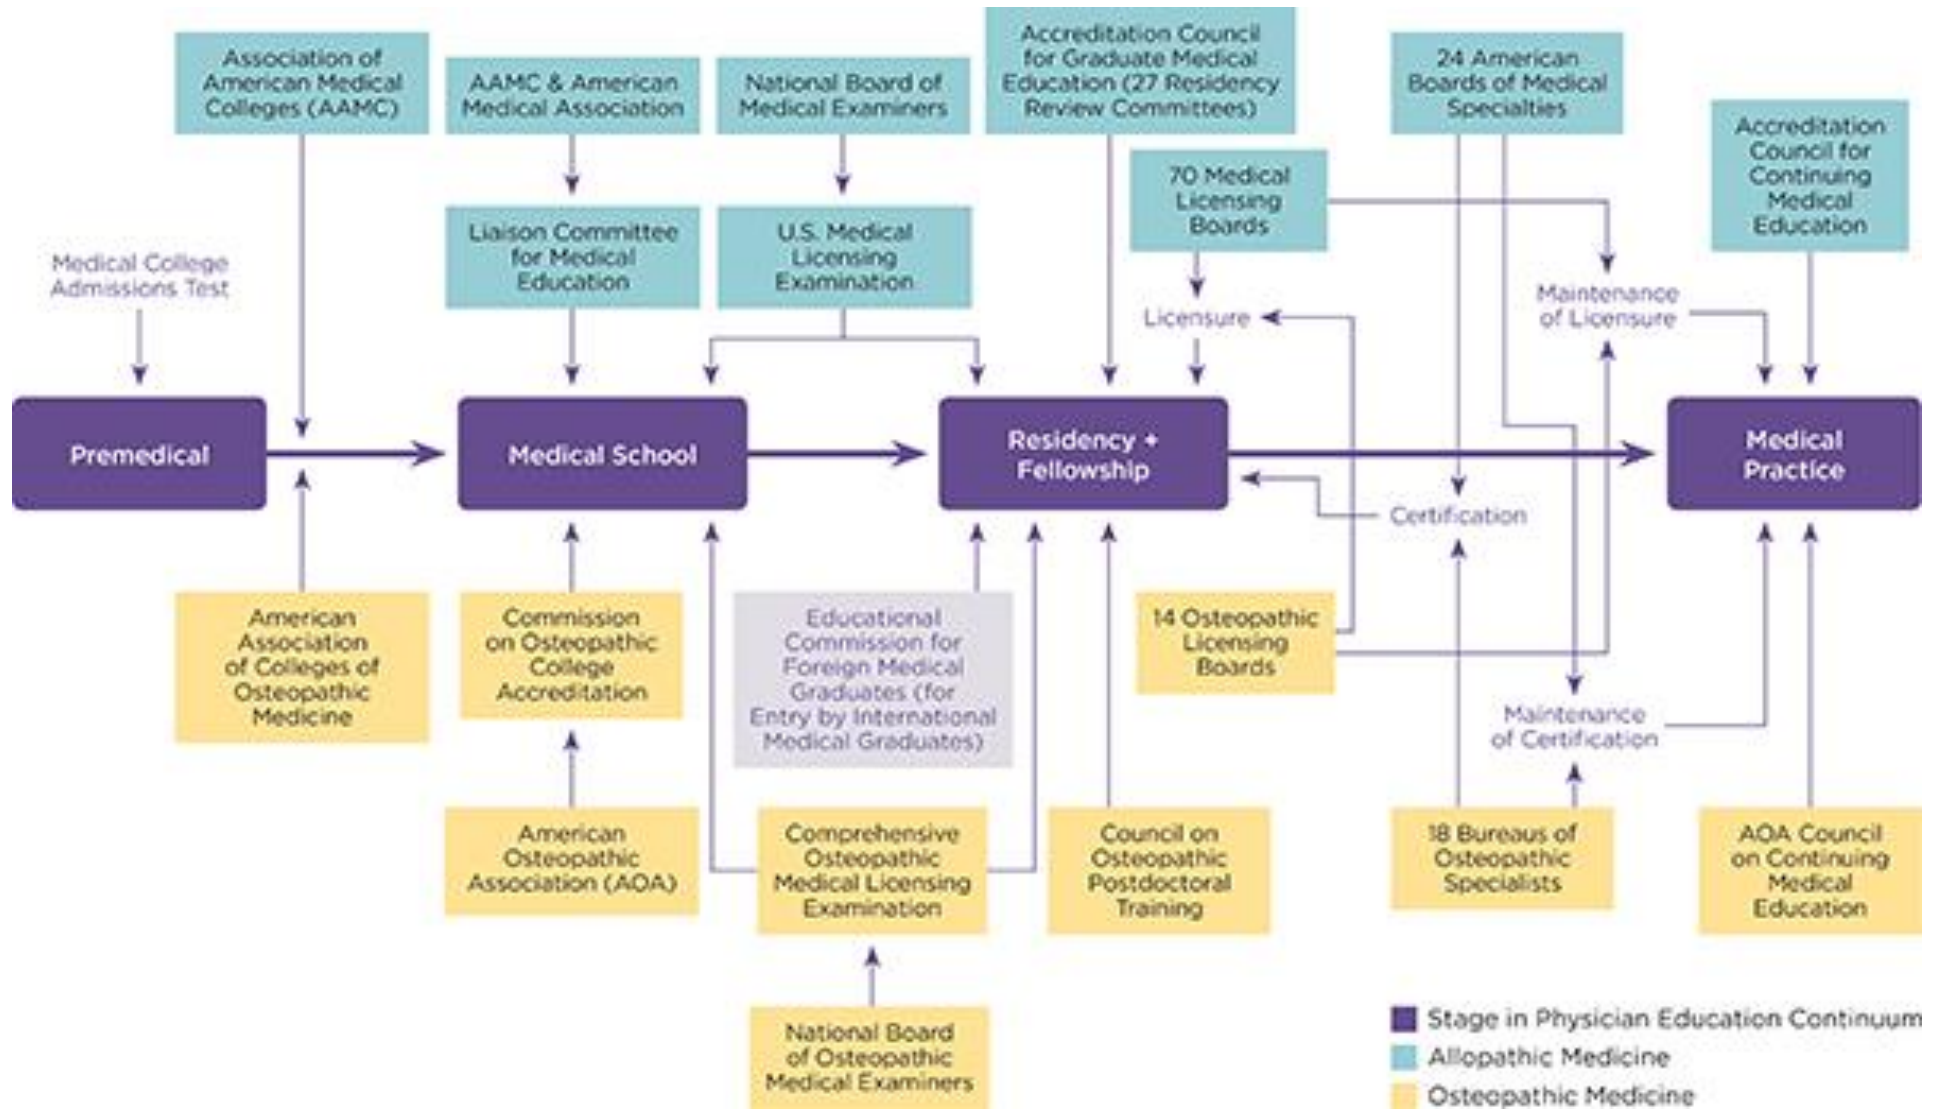 Association of
American Medical
Colleges (AAMC)
AAMC & American
Medical Association
National Board of
Medical Examiners
Accreditation Council
for Graduate Medical
Education (27 Residency
Review Committees)
24 American
Boards of Medical
Specialties
Accreditation
Council for
Continuing
Medical
Education
70 Medical
Licensing
Boards
Liaison Committee
for Medical
Education
U.S. Medical
Licensing
Examination
Medical College
Admissions Test
Licensure
Maintenance
of Licensure
Premedical
Medical School
Residency +
Fellowship
Medical
Practice
Certification
American
Association
of Colleges of
Osteopathic
Medicine
Commission
on Osteopathic
College
Accreditation
Educational
Commission for
Foreign Medical
Graduates (for
Entry by International
Medical Graduates)
14 Osteopathic
Licensing
Boards
Maintenance
of Certification
American
Osteopathic
Association (AOA)
Comprehensive
Osteopathic
Medical Licensing
Examination
Council on
Osteopathic
Postdoctoral
Training
18 Bureaus of
Osteopathic
Specialists
AOA Council
on Continuing
Medical
Education
National Board
of Osteopathic
Medical Examiners
Stage in Physician Education Continuum
Allopathic Medicine
Osteopathic Medicine